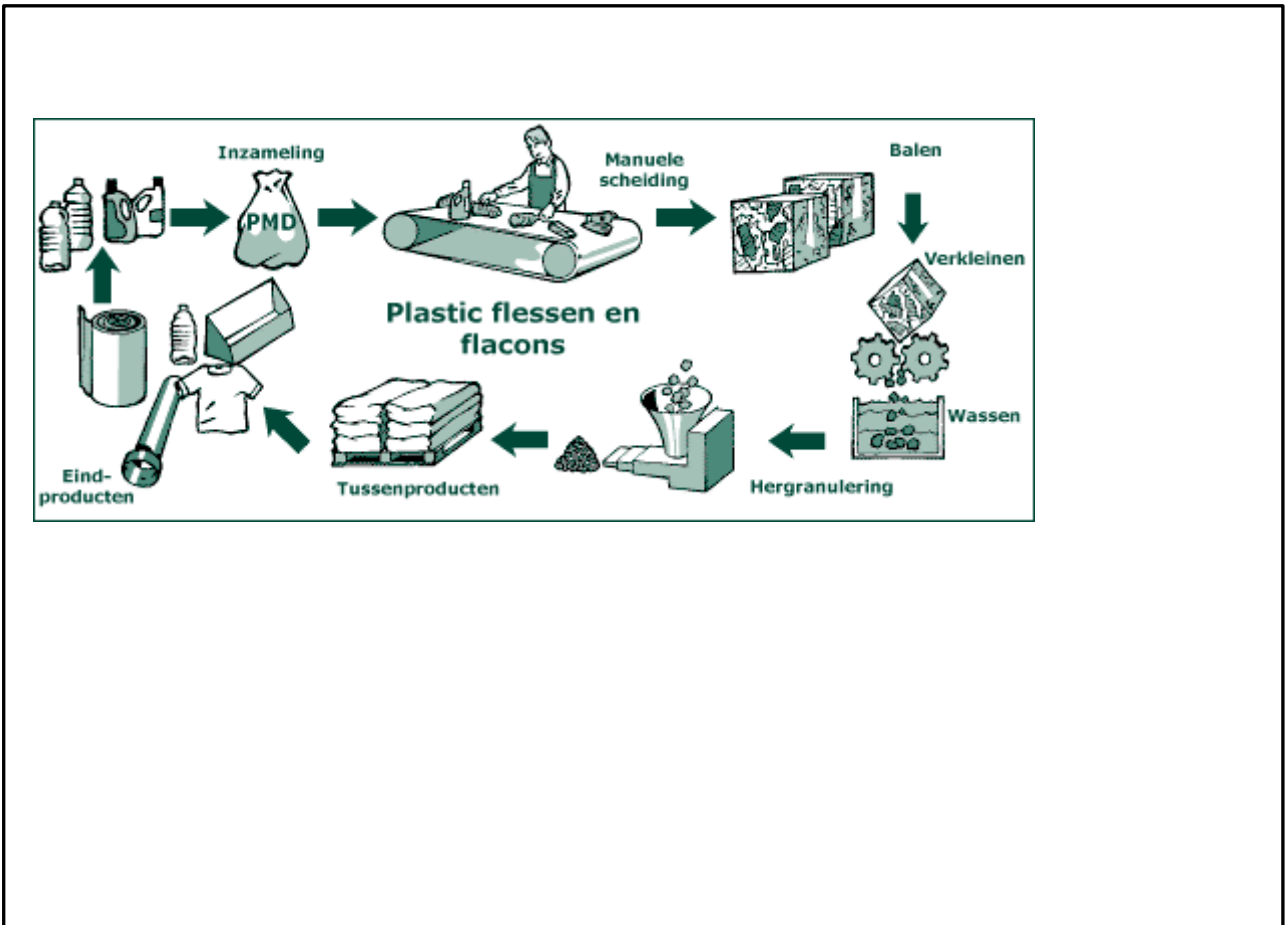 Inzameling
PMD
Manuele
scheiding
Balen
Verkleinen
Plastic flessen en
flacons
Wassen
Hergranulering
Tussenproducten
Eind-
producten